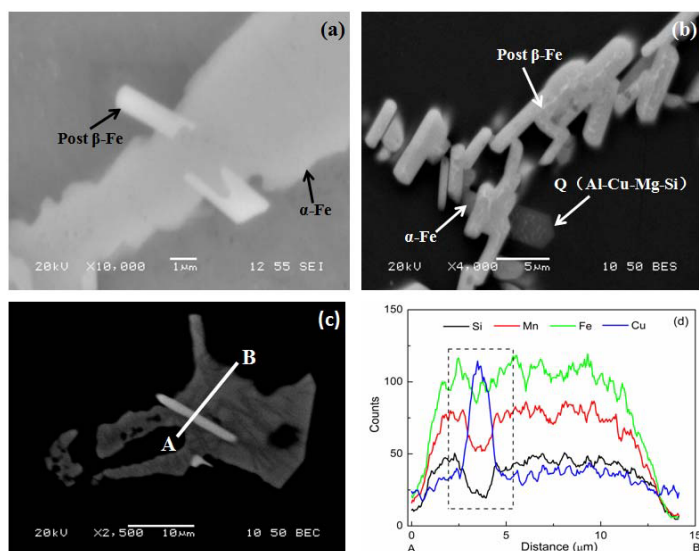 (a)
Post β-Fe
α-Fe
20kV X10,000 1μm 12 55 SEI
(b)
Post β-Fe
Q（Al-Cu-Mg-Si）
α-Fe
20kV X4,000 5μm 10 50 BES
(c)
B
A
20kV X2,500 10μm 10 50 BEC
(d)
Si Mn Fe Cu
150
100
50
0
Counts
0 5 10 15
A Distance (μm) B